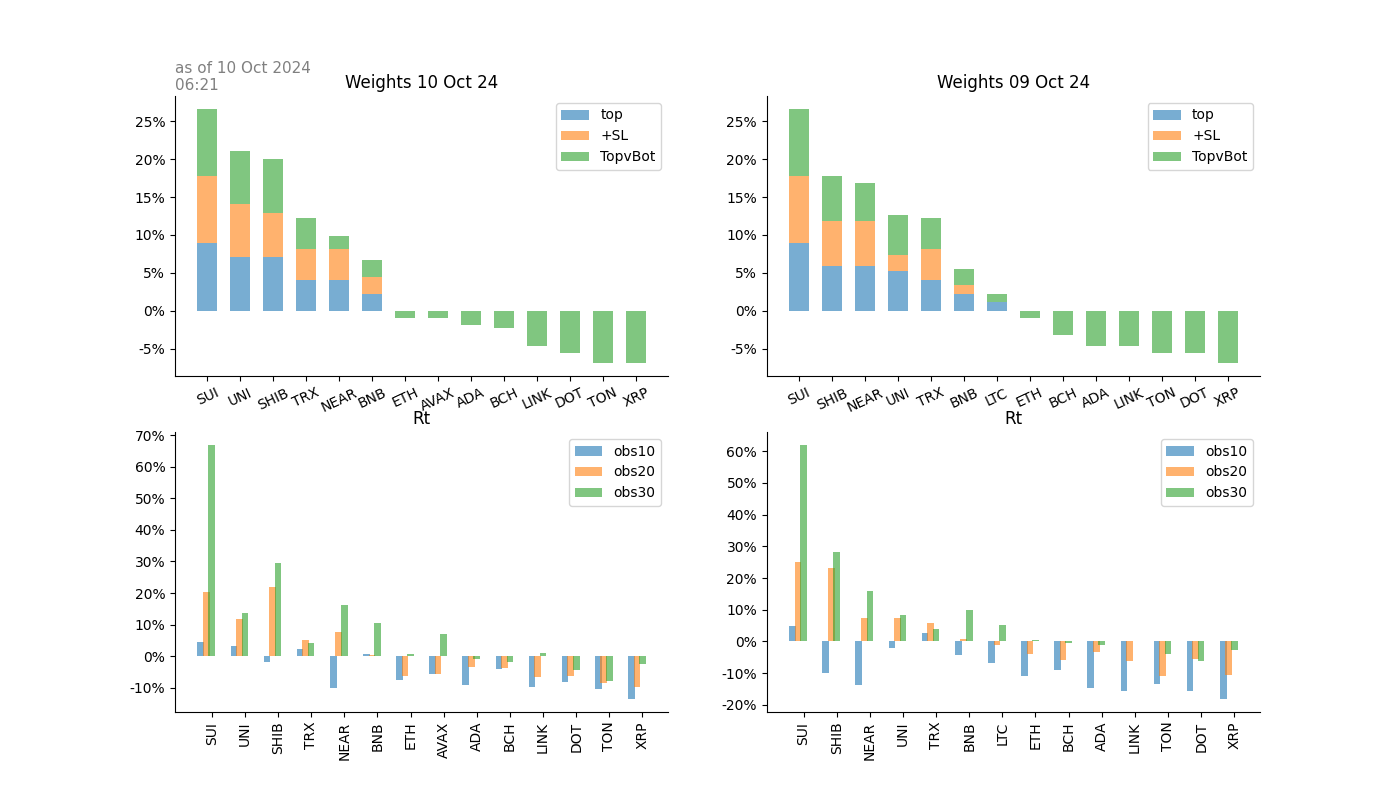 as of 10 Oct 2024
06:21
Weights 10 Oct 24
25%
20%
15%
10%
5%
0%
-5%
top
+SL
TopvBot
SUI UNI SHIB TRX NEAR BNB ETH AVAX ADA BCH LINK DOT TON XRP
Weights 09 Oct 24
25%
20%
15%
10%
5%
0%
-5%
top
+SL
TopvBot
SUI SHIB NEAR UNI TRX BNB LTC ETH BCH ADA LINK TON DOT XRP
Rt
70%
60%
50%
40%
30%
20%
10%
0%
-10%
obs10
obs20
obs30
SUI UNI SHIB TRX NEAR BNB ETH AVAX ADA BCH LINK DOT TON XRP
Rt
60%
50%
40%
30%
20%
10%
0%
-10%
-20%
obs10
obs20
obs30
SUI SHIB NEAR UNI TRX BNB LTC ETH BCH ADA LINK TON DOT XRP